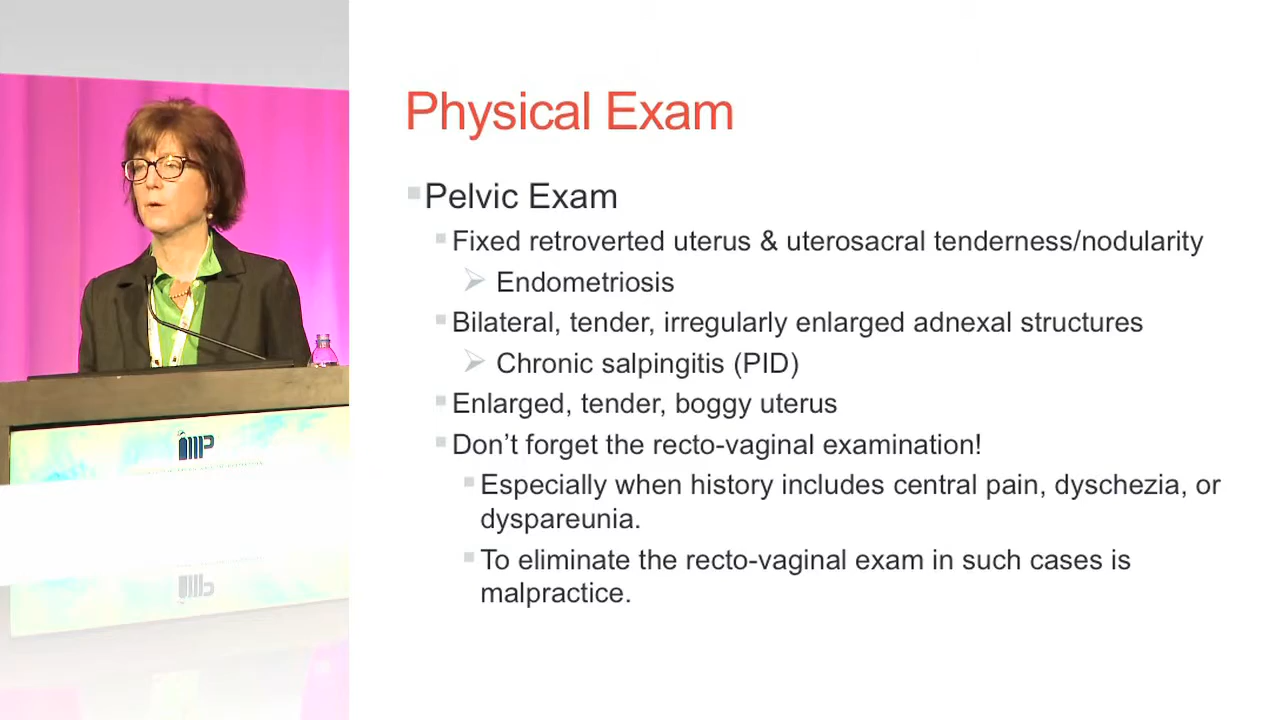 Physical Exam
Pelvic Exam
Fixed retroverted uterus & uterosacral tenderness/nodularity
Endometriosis
Bilateral, tender, irregularly enlarged adnexal structures
Chronic salpingitis (PID)
Enlarged, tender, boggy uterus
Don’t forget the recto-vaginal examination!
Especially when history includes central pain, dyschezia, or
dyspareunia.
To eliminate the recto-vaginal exam in such cases is
malpractice.